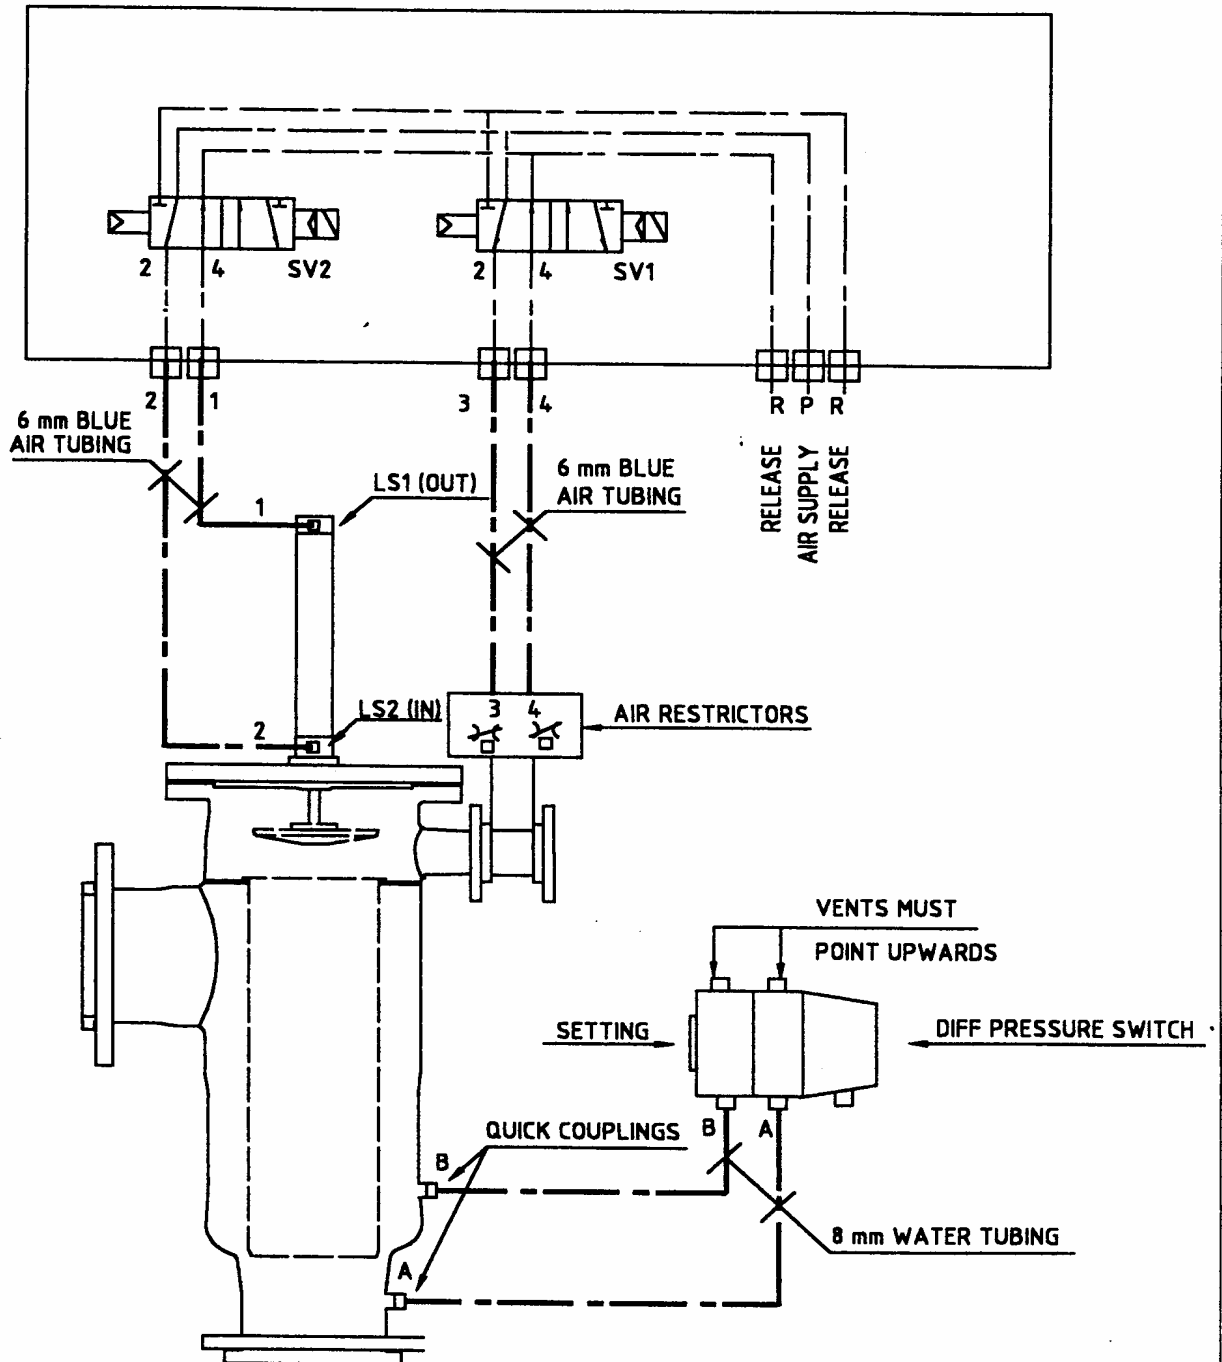 2
4
SV2
2
4
SV1
2
1
3
4
R P R
6 mm BLUE
AIR TUBING
RELEASE
AIR SUPPLY
RELEASE
LS1 (OUT)
6 mm BLUE
AIR TUBING
1
LS2 (IN)
2
3 4
AIR RESTRICTORS
VENTS MUST
POINT UPWARDS
SETTING
DIFF PRESSURE SWITCH
B A
QUICK COUPLINGS
B
8 mm WATER TUBING
A